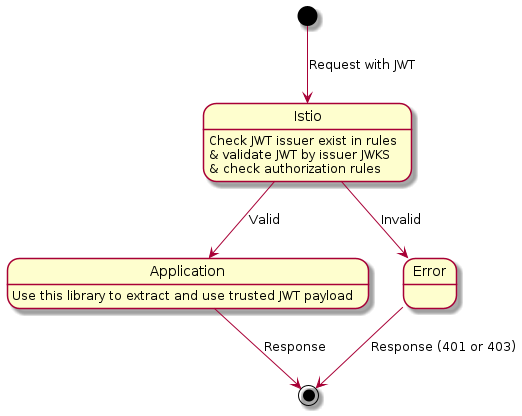 Request with JWT
Istio
Check JWT issuer exist in rules
& validate JWT by issuer JWKS
& check authorization rules
Valid
Invalid
Application
Use this library to extract and use trusted JWT payload
Error
Response
Response (401 or 403)